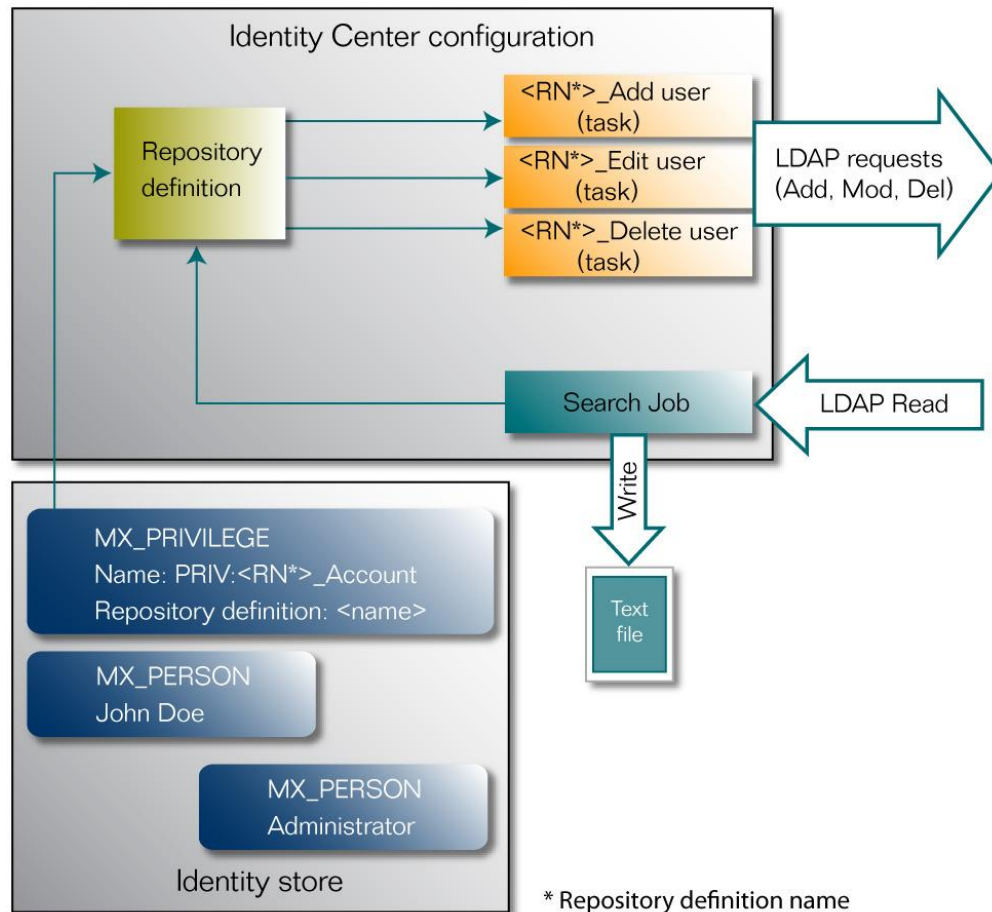 Identity Center configuration
Repository
definition
<RN*>_Add user
(task)
<RN*>_Edit user
(task)
<RN*>_Delete user
(task)
LDAP requests
(Add, Mod, Del)
Search Job
LDAP Read
Write
Text
file
MX_PRIVILEGE
Name: PRIV:<RN*>_Account
Repository definition: <name>
MX_PERSON
John Doe
MX_PERSON
Administrator
Identity store
* Repository definition name